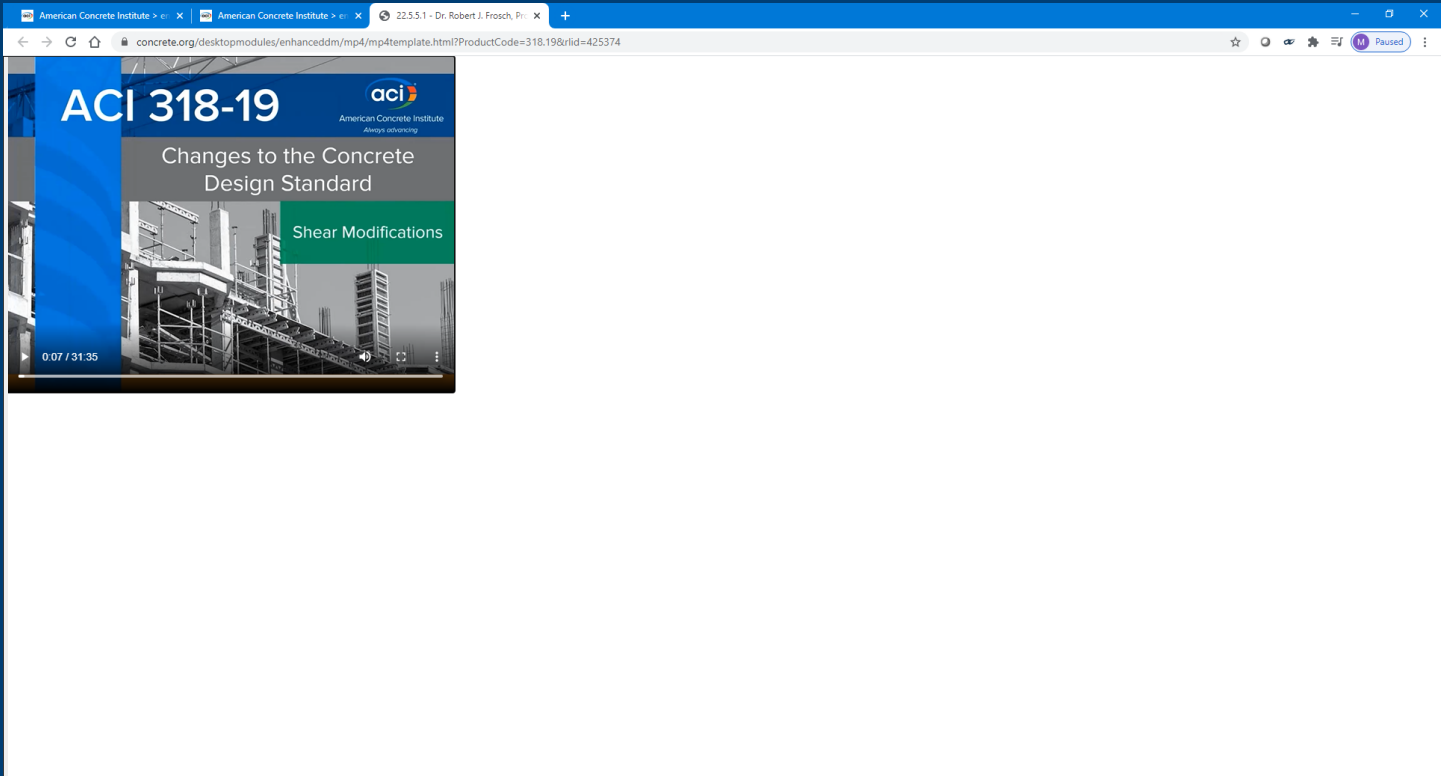 American Concrete Institute > en
American Concrete Institute > en
22.5.5.1 - Dr. Robert J. Frosch, Pro
concrete.org/desktopmodules/enhanceddm/mp4/mp4template.html?ProductCode=318.19&rlid=425374
M Paused
ACI 318-19
aci
American Concrete Institute
Always advancing
Changes to the Concrete
Design Standard
Shear Modifications
0:07 / 31:35